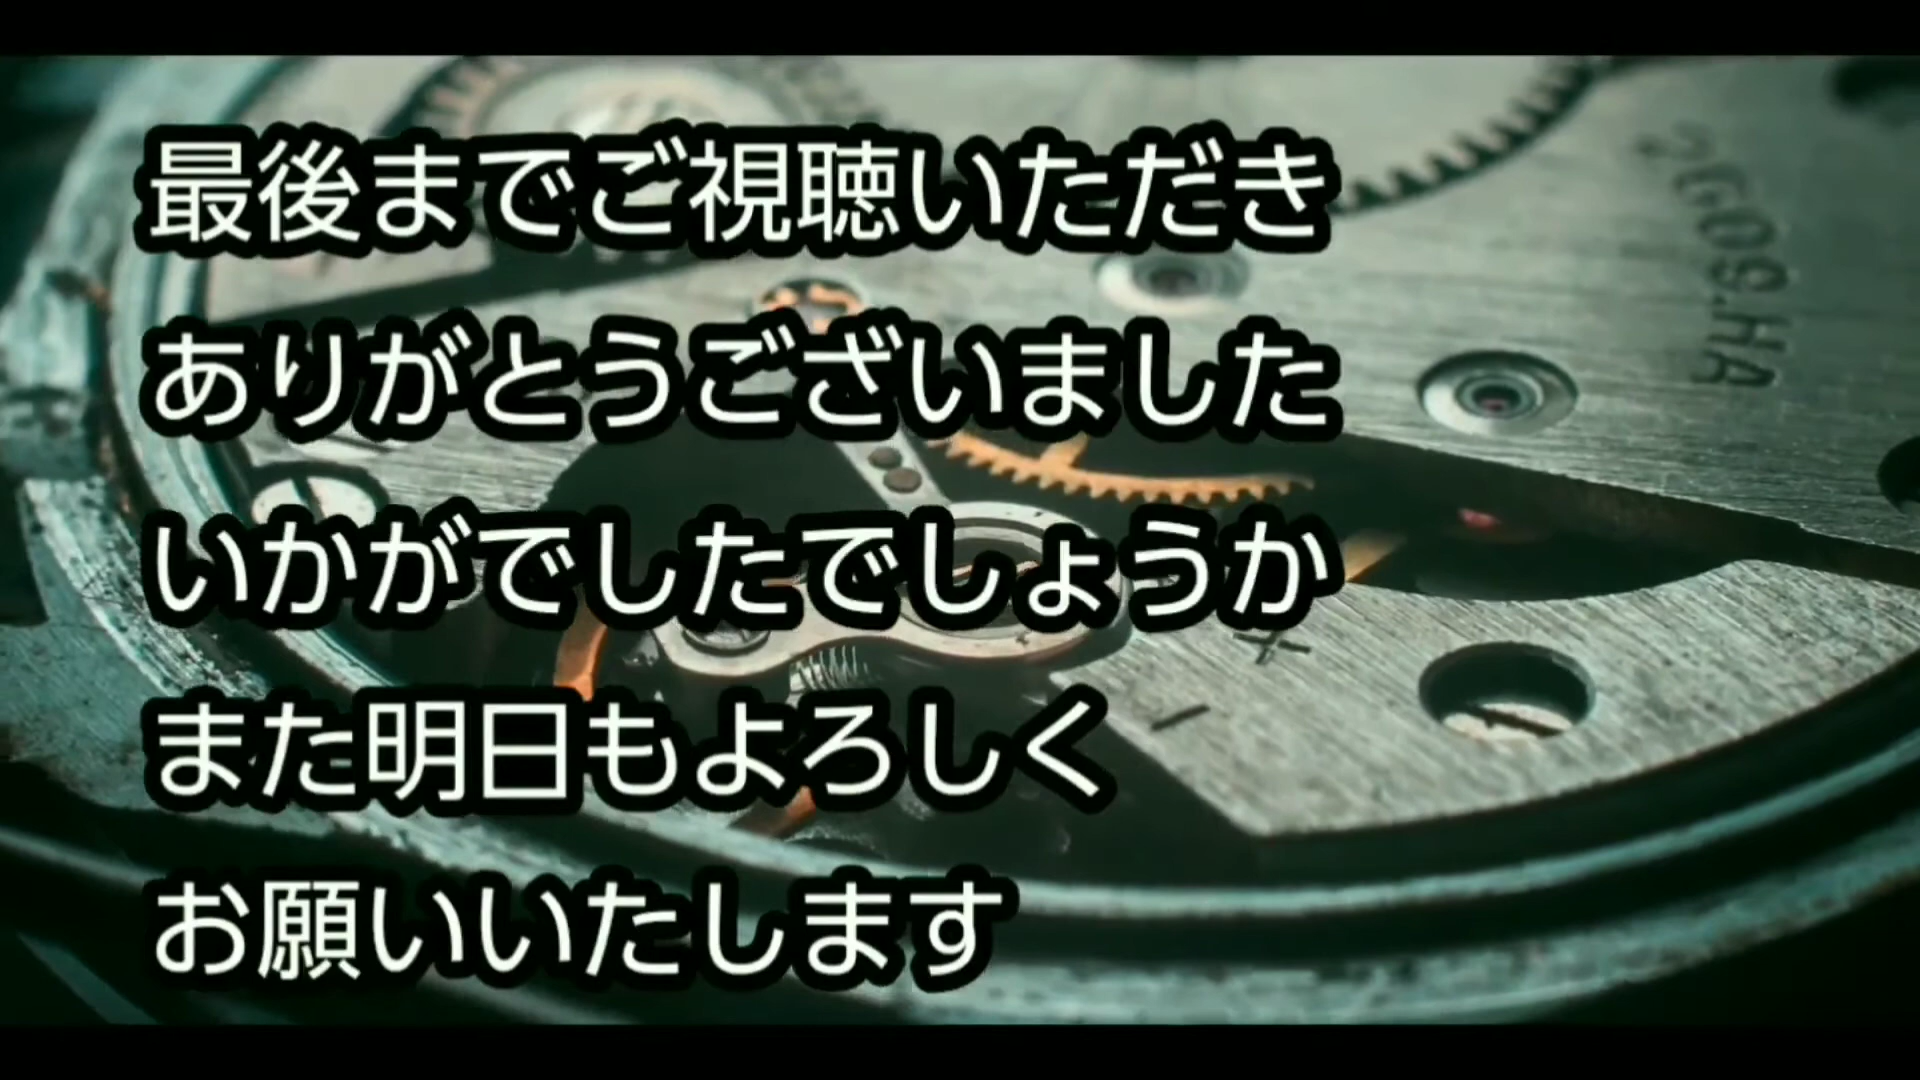 最後までご視聴いただき
ありがとうございました
いかがでしたでしょうか
また明日もよろしく
お願いいたします
2609.HA